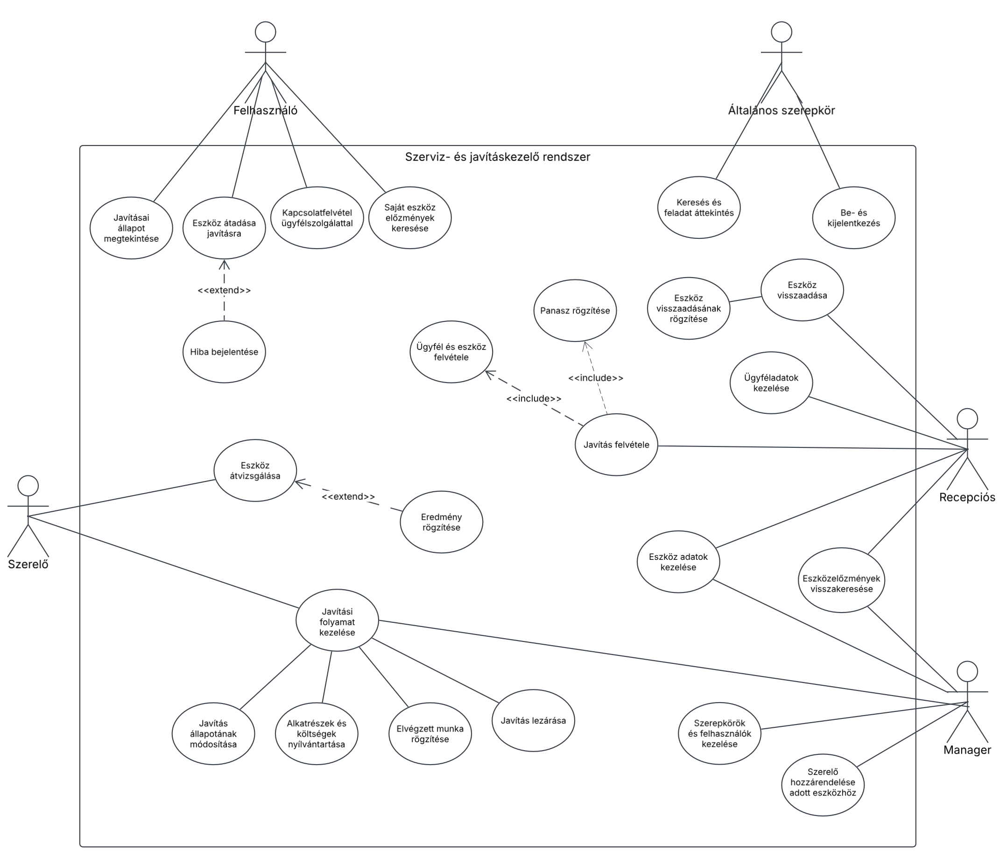 Felhasználó
Általános szerepkör
Szerviz- és javításkezelő rendszer
Javításai
állapot
megtekintése
Eszköz átadása
javításra
Kapcsolatfelvétel
ügyfélszolgálattal
Saját eszköz
előzmények
keresése
Keresés és
feladat áttekintés
Be- és
kijelentkezés
<<extend>>
Hiba bejelentése
Panasz rögzítése
Eszköz
visszaadásának
rögzítése
Eszköz
visszaadása
Ügyfél és eszköz
felvétele
<<include>>
<<include>>
Ügyféladatok
kezelése
Javítás felvétele
Recepciós
Eszköz
átvizsgálása
<<extend>>
Eredmény
rögzítése
Szerelő
Eszköz adatok
kezelése
Eszközelőzmények
visszakeresése
Javítási
folyamat
kezelése
Javítás
állapotának
módosítása
Alkatrészek és
költségek
nyílvántartása
Elvégzett munka
rögzítése
Javítás lezárása
Szerepkörök
és felhasználók
kezelése
Manager
Szerelő
hozzárendelése
adott eszközhöz